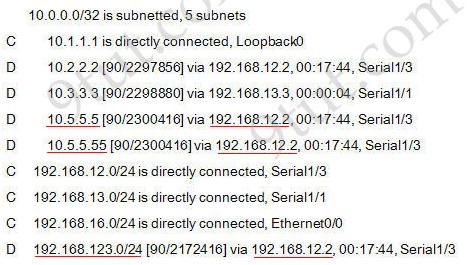 10.0.0.0/32 is subnetted, 5 subnets
C 10.1.1.1 is directly connected, Loopback0
D 10.2.2.2 [90/2297856] via 192.168.12.2, 00:17:44, Serial1/3
D 10.3.3.3 [90/2298880] via 192.168.13.3, 00:00:04, Serial1/1
D 10.5.5.5 [90/2300416] via 192.168.12.2, 00:17:44, Serial1/3
D 10.5.5.55 [90/2300416] via 192.168.12.2, 00:17:44, Serial1/3
C 192.168.12.0/24 is directly connected, Serial1/3
C 192.168.13.0/24 is directly connected, Serial1/1
C 192.168.16.0/24 is directly connected, Ethernet0/0
D 192.168.123.0/24 [90/2172416] via 192.168.12.2, 00:17:44, Serial1/3
9tut.com
9tut.com